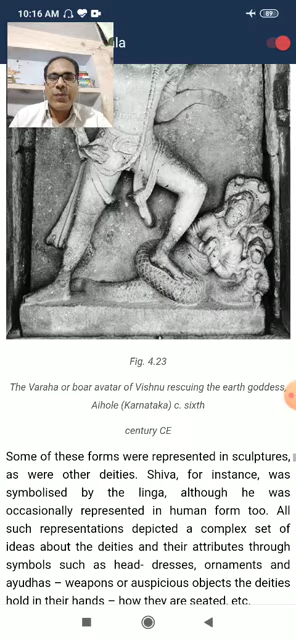 10:16 AM
89
la
Fig. 4.23
The Varaha or boar avatar of Vishnu rescuing the earth goddess,
Aihole (Karnataka) c. sixth
century CE
Some of these forms were represented in sculptures,
as were other deities. Shiva, for instance, was
symbolised by the linga, although he was
occasionally represented in human form too. All
such representations depicted a complex set of
ideas about the deities and their attributes through
symbols such as head- dresses, ornaments and
ayudhas – weapons or auspicious objects the deities
hold in their hands – how they are seated, etc.